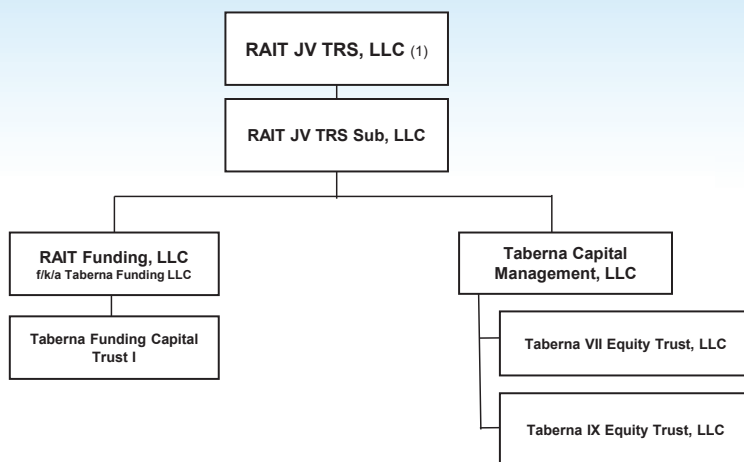 RAIT JV TRS, LLC (1)
RAIT JV TRS Sub, LLC
RAIT Funding, LLC
f/k/a Taberna Funding LLC
Taberna Capital
Management, LLC
Taberna Funding Capital
Trust I
Taberna VII Equity Trust, LLC
Taberna IX Equity Trust, LLC